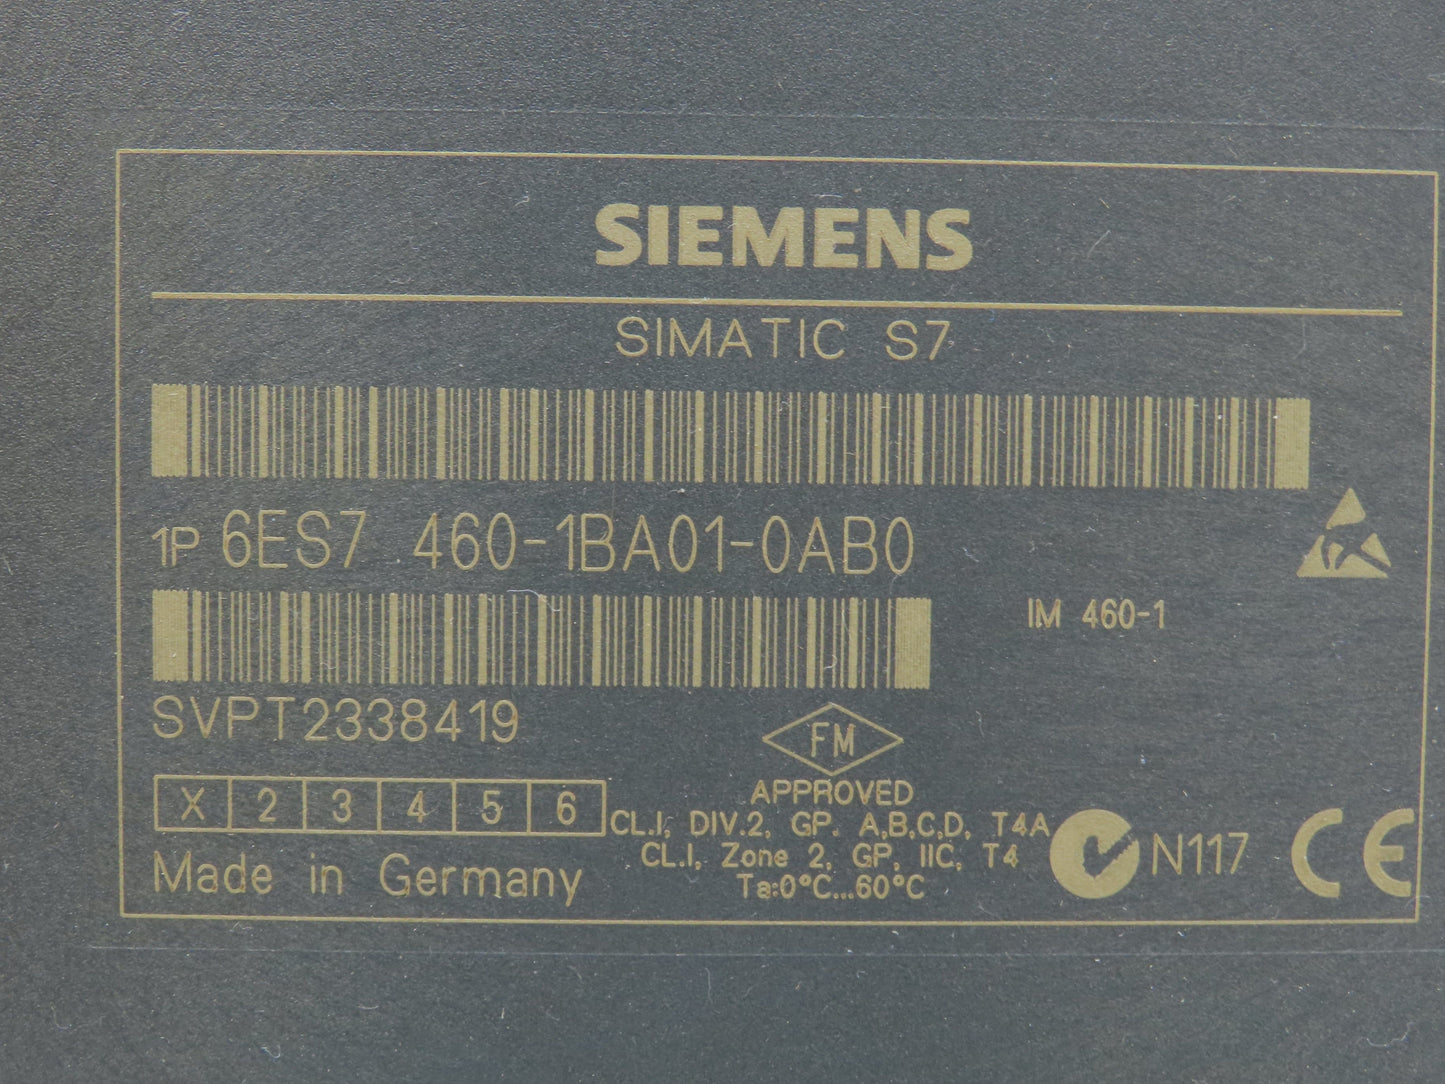 SIEMENS
SIMATIC S7
1P 6ES7 460-1BA01-0AB0
IM 460-1
SVPT2338419
FM
APPROVED
X 2 3 4 5 6
CL.I, DIV.2, GP. A,B,C,D, T4A
CL.I, Zone 2, GP, IIC, T4
Ta:0°C...60°C
N117
CE
Made in Germany